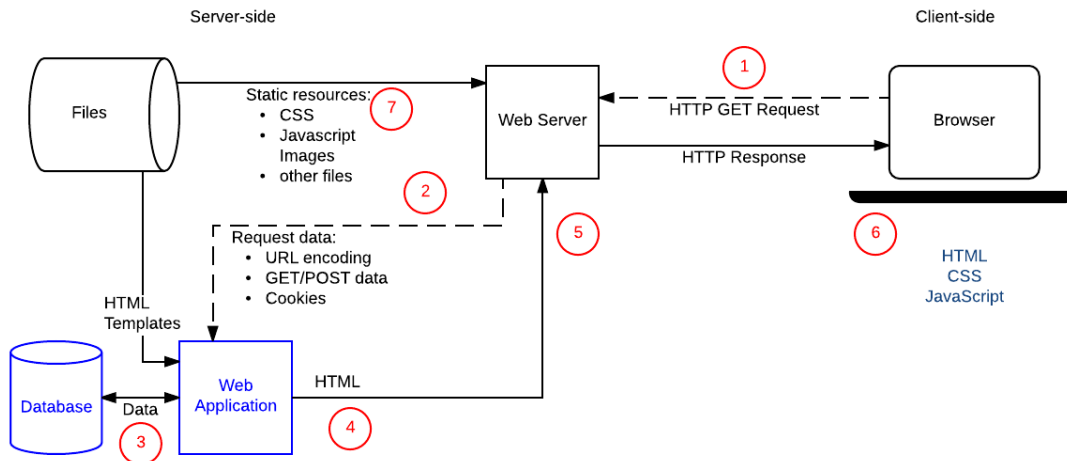 Server-side
Client-side
1
Files
Static resources:
• CSS
• Javascript
Images
• other files
7
Web Server
HTTP GET Request
HTTP Response
Browser
2
5
6
Request data:
• URL encoding
• GET/POST data
• Cookies
HTML
CSS
JavaScript
HTML
Templates
Database
Data
3
Web
Application
HTML
4